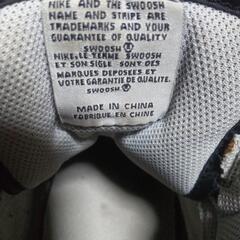 NIKE AND THE SWOOSH
NAME AND STRIPE ARE
TRADEMARKS AND YOUR
GUARANTEE OF QUALITY
SWOOSH
NIKE, LE TERME SWOOSH
ET SON SIGLE SONT DES
MARQUES DEPOSEES ET
VOTRE GARANTIE DE QUALITE.
SWOOSH
MADE IN CHINA
FABRIQUE EN CHINE